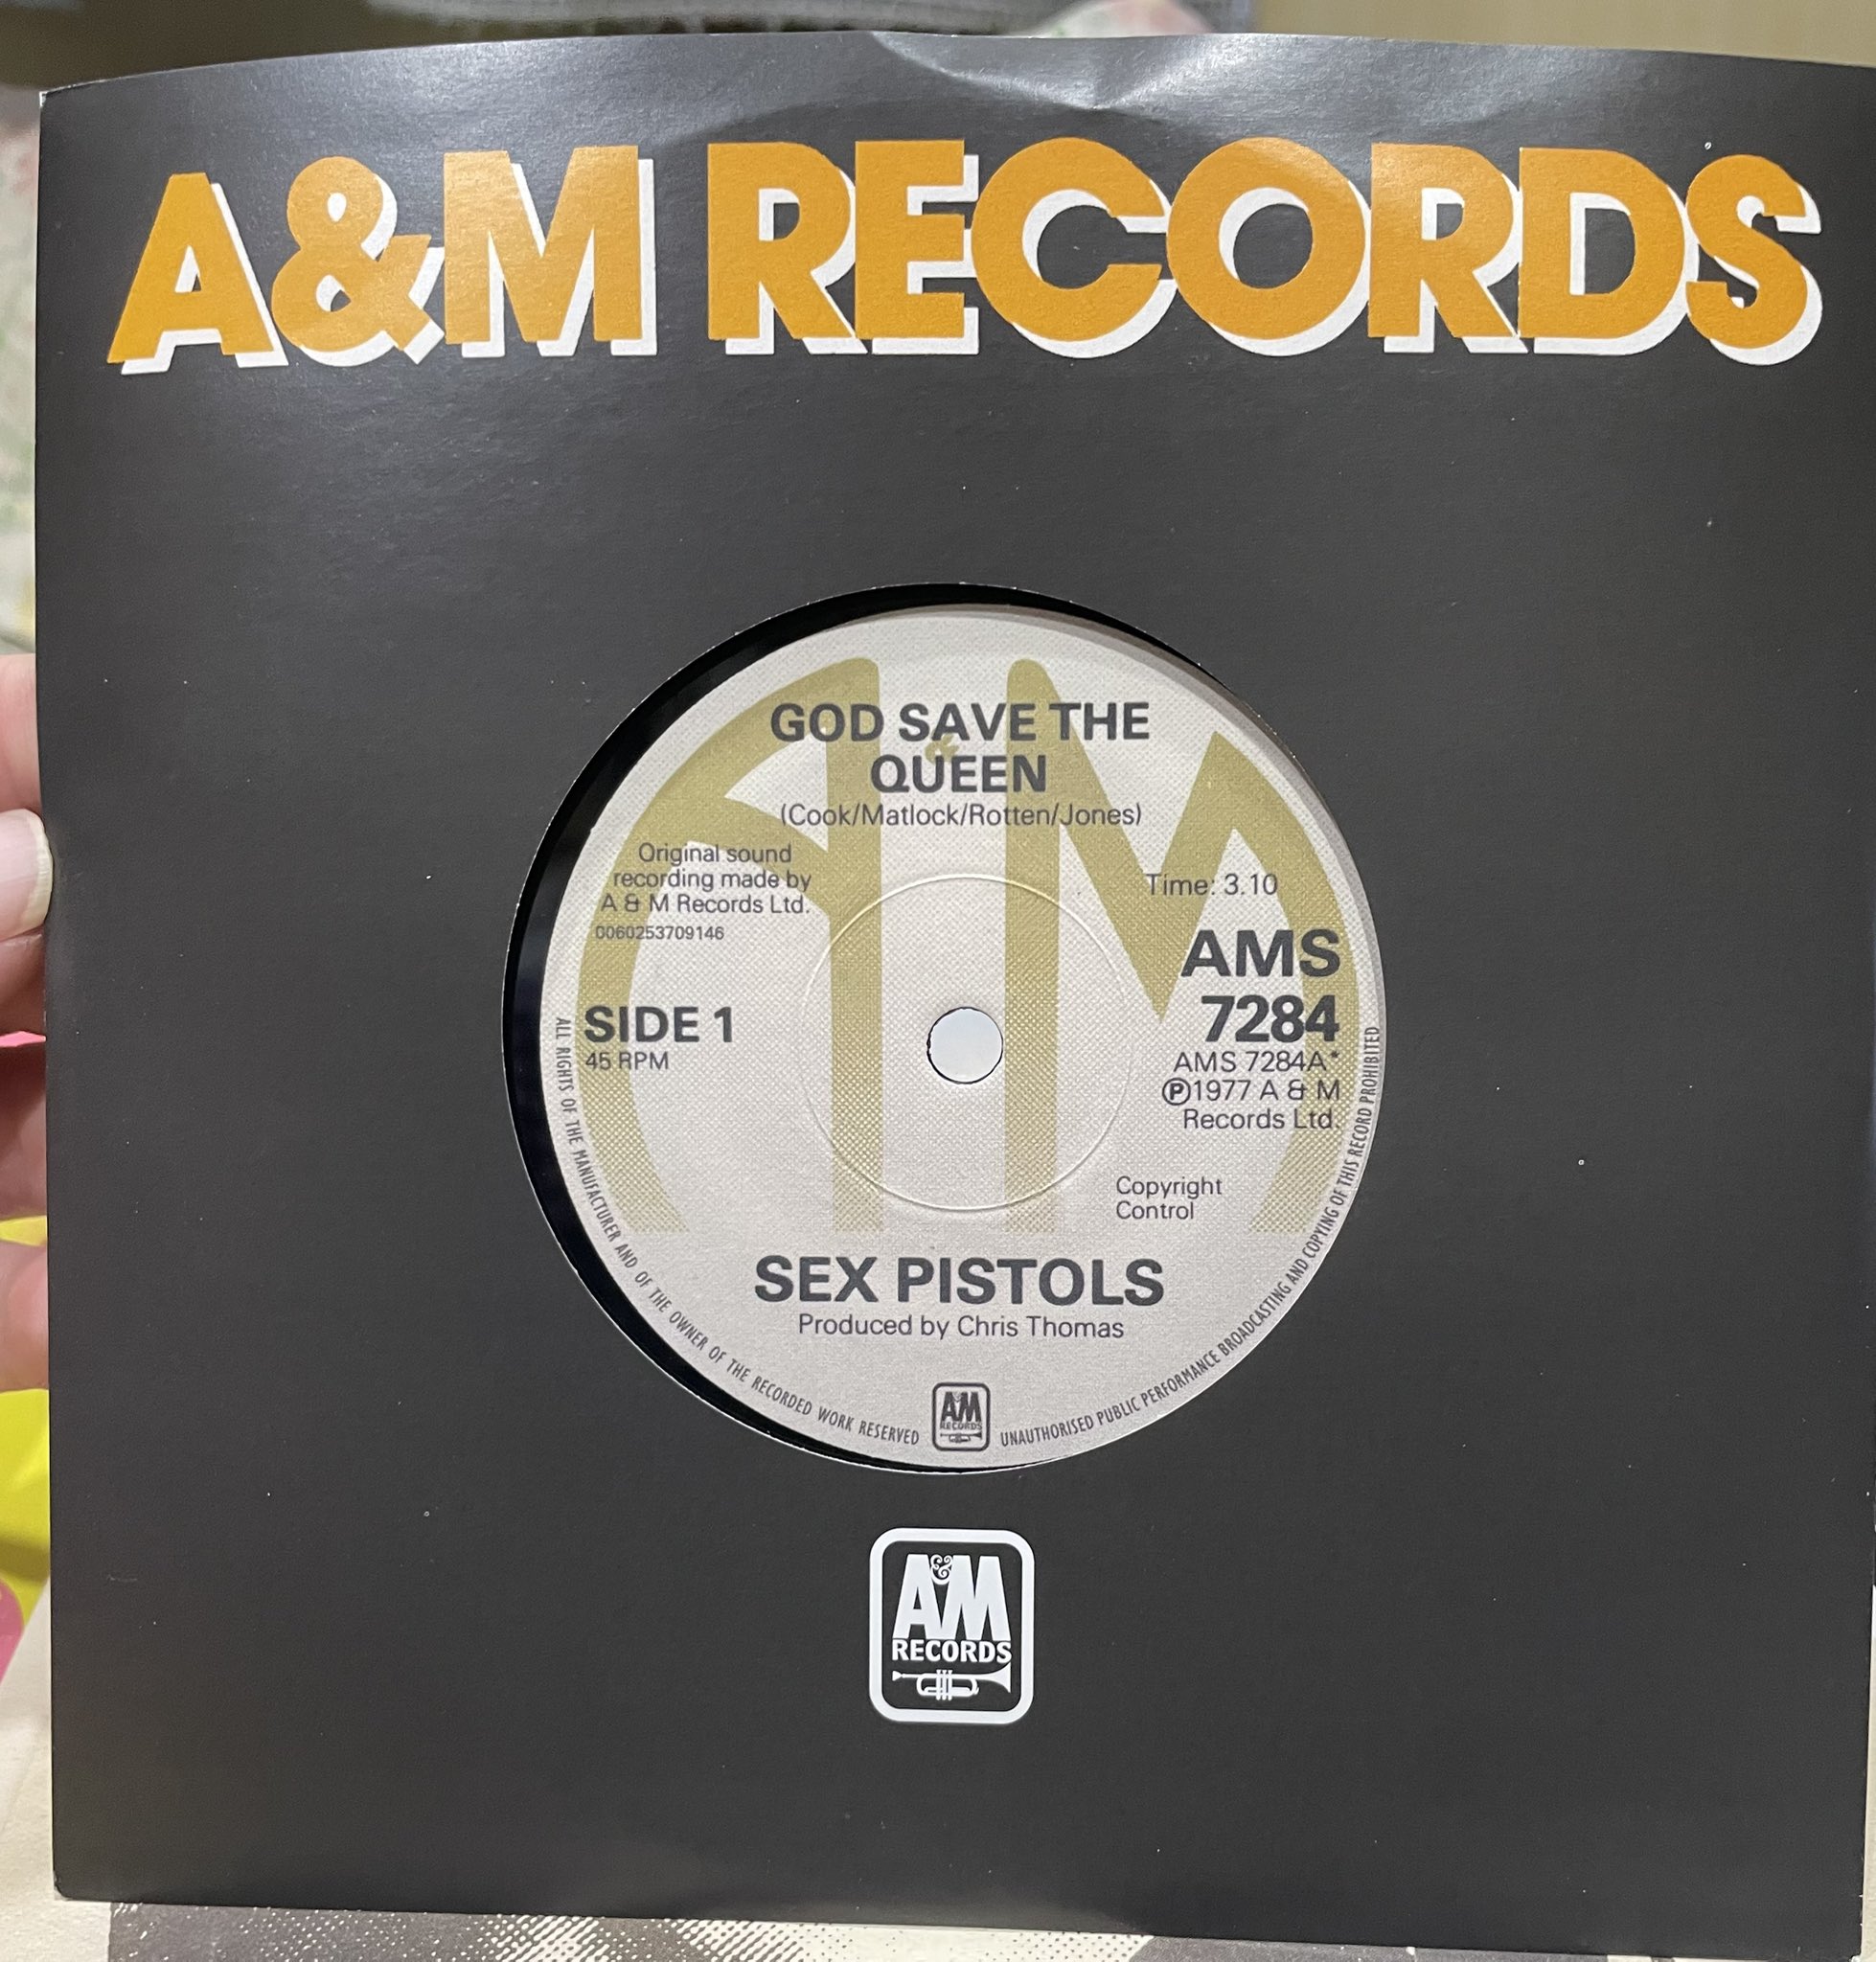 A&M RECORDS
GOD SAVE THE
&
QUEEN
(Cook/Matlock/Rotten/Jones)
Original sound
recording made by
A & M Records Ltd.
0060253709146
Time: 3.10
AMS
7284
SIDE 1
45 RPM
AMS 7284A*
Ⓟ1977 A & M
Records Ltd.
Copyright
Control
SEX PISTOLS
Produced by Chris Thomas
ALL RIGHTS OF THE MANUFACTURER AND OF THE OWNER OF THE RECORDED WORK RESERVED
UNAUTHORISED PUBLIC PERFORMANCE BROADCASTING AND COPYING OF THIS RECORD PROHIBITED
A&M
RECORDS
A&M
RECORDS